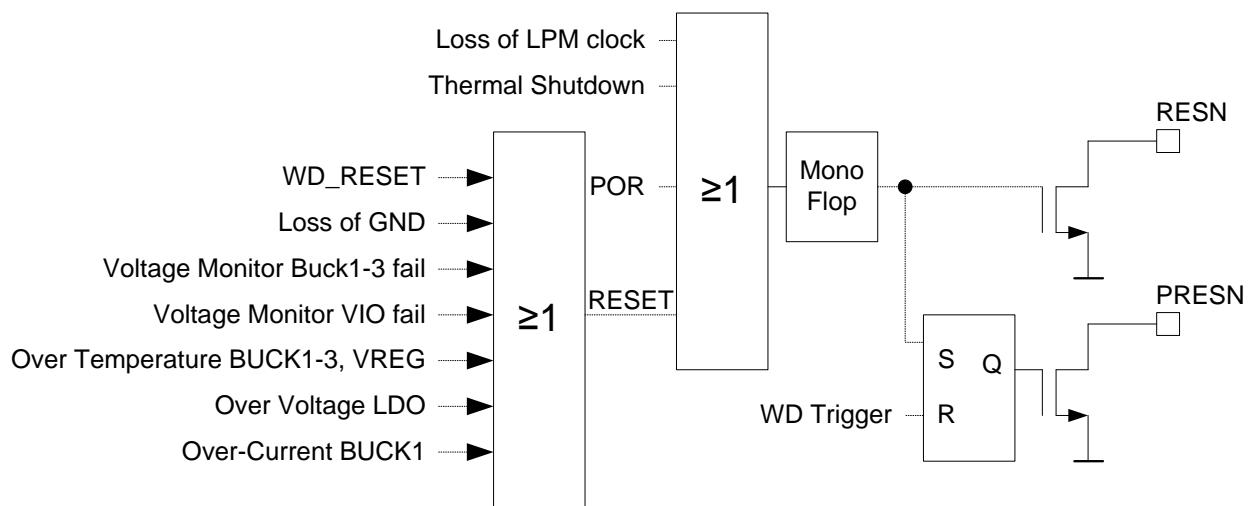 Loss of LPM clock
Thermal Shutdown
RESN
WD_RESET
POR
≥1
Mono
Flop
Loss of GND
Voltage Monitor Buck1-3 fail
RESET
PRESN
Voltage Monitor VIO fail
≥1
Over Temperature BUCK1-3, VREG
S
Q
Over Voltage LDO
WD Trigger
R
Over-Current BUCK1